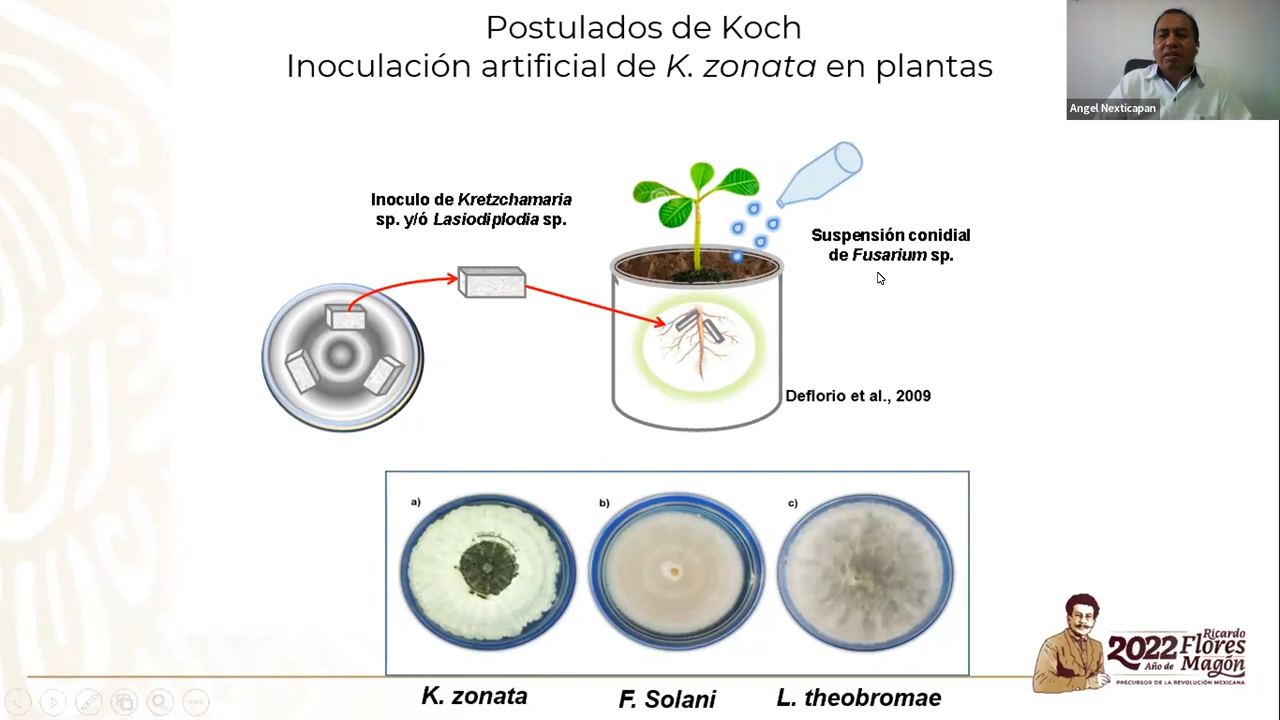 Postulados de Koch
Inoculación artificial de K. zonata en plantas
Angel Nexticapan
Inoculo de Kretzchamaria
sp. y/ó Lasiodiplodia sp.
Suspensión conidial
de Fusarium sp.
Deflorio et al., 2009
a)
b)
c)
K. zonata
F. Solani
L. theobromae
2022
Año de
Ricardo
Flores
Magón
PRECURSOR DE LA REVOLUCIÓN MEXICANA